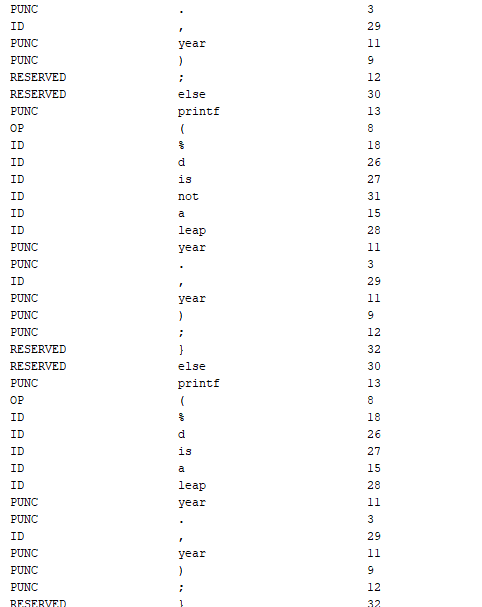 PUNC . 3
ID , 29
PUNC year 11
PUNC ) 9
RESERVED ; 12
RESERVED else 30
PUNC printf 13
OP ( 8
ID % 18
ID d 26
ID is 27
ID not 31
ID a 15
ID leap 28
PUNC year 11
PUNC . 3
ID , 29
PUNC year 11
PUNC ) 9
PUNC ; 12
RESERVED } 32
RESERVED else 30
PUNC printf 13
OP ( 8
ID % 18
ID d 26
ID is 27
ID a 15
ID leap 28
PUNC year 11
PUNC . 3
ID , 29
PUNC year 11
PUNC ) 9
PUNC ; 12
RESERVED } 32